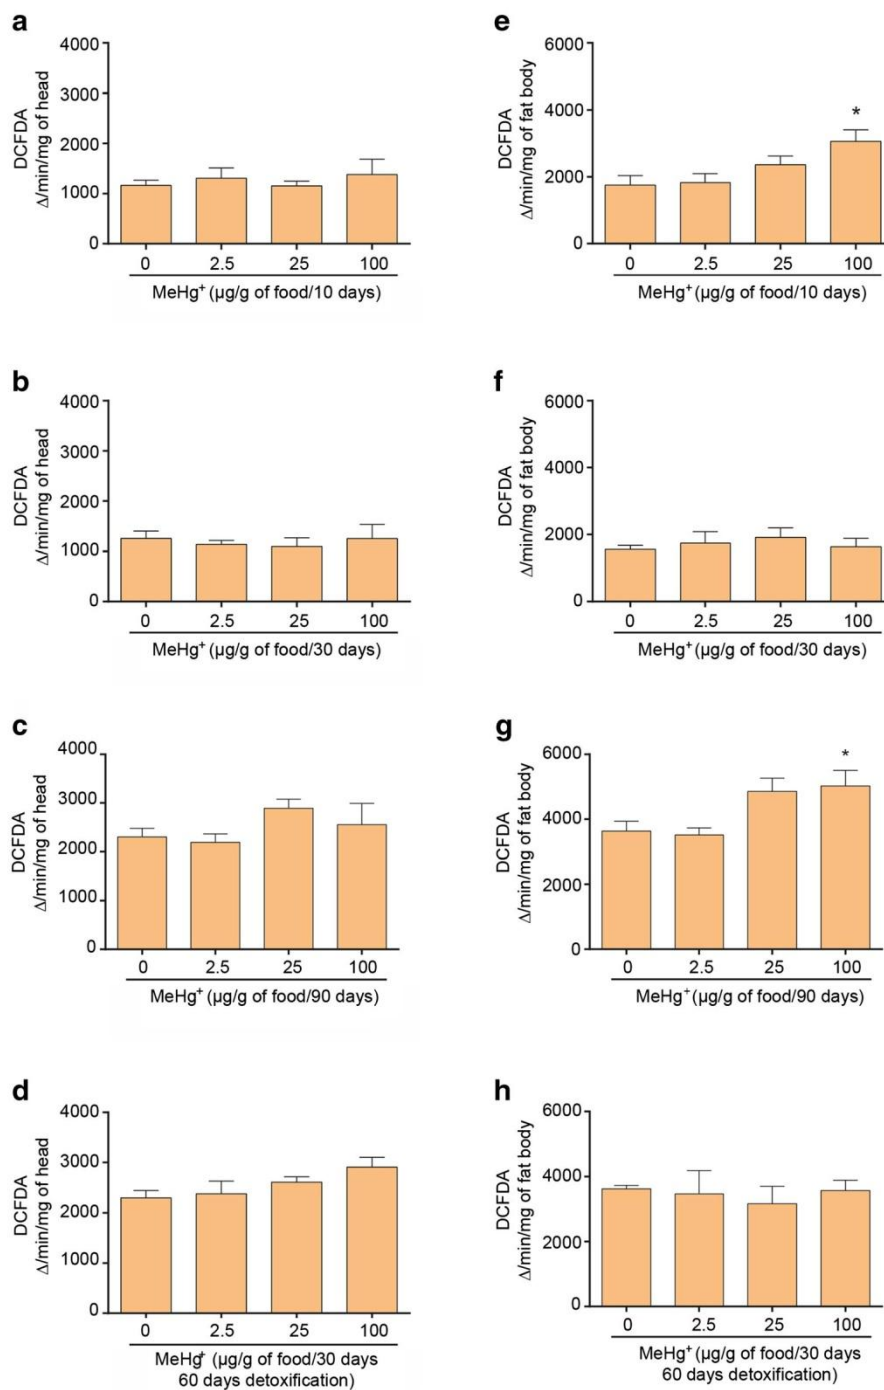 a
DCFDA
Δ/min/mg of head
4000
3000
2000
1000
0
0 2.5 25 100
MeHg⁺ (μg/g of food/10 days)
e
DCFDA
Δ/min/mg of fat body
6000
4000
2000
0
*
0 2.5 25 100
MeHg⁺ (μg/g of food/10 days)
b
DCFDA
Δ/min/mg of head
4000
3000
2000
1000
0
0 2.5 25 100
MeHg⁺ (μg/g of food/30 days)
f
DCFDA
Δ/min/mg of fat body
6000
4000
2000
0
0 2.5 25 100
MeHg⁺ (μg/g of food/30 days)
c
DCFDA
Δ/min/mg of head
4000
3000
2000
1000
0
0 2.5 25 100
MeHg⁺ (μg/g of food/90 days)
g
DCFDA
Δ/min/mg of fat body
6000
4000
2000
0
*
0 2.5 25 100
MeHg⁺ (μg/g of food/90 days)
d
DCFDA
Δ/min/mg of head
4000
3000
2000
1000
0
0 2.5 25 100
MeHg⁺ (μg/g of food/30 days
60 days detoxification)
h
DCFDA
Δ/min/mg of fat body
6000
4000
2000
0
0 2.5 25 100
MeHg⁺ (μg/g of food/30 days
60 days detoxification)